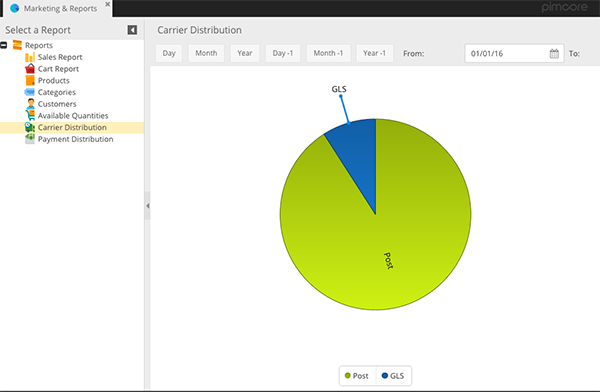 Marketing & Reports
pimcore
Select a Report
Reports
Sales Report
Cart Report
Products
Categories
Customers
Available Quantities
Carrier Distribution
Payment Distribution
Carrier Distribution
Day Month Year Day -1 Month -1 Year -1 From: 01/01/16 To:
GLS
Post
Post GLS